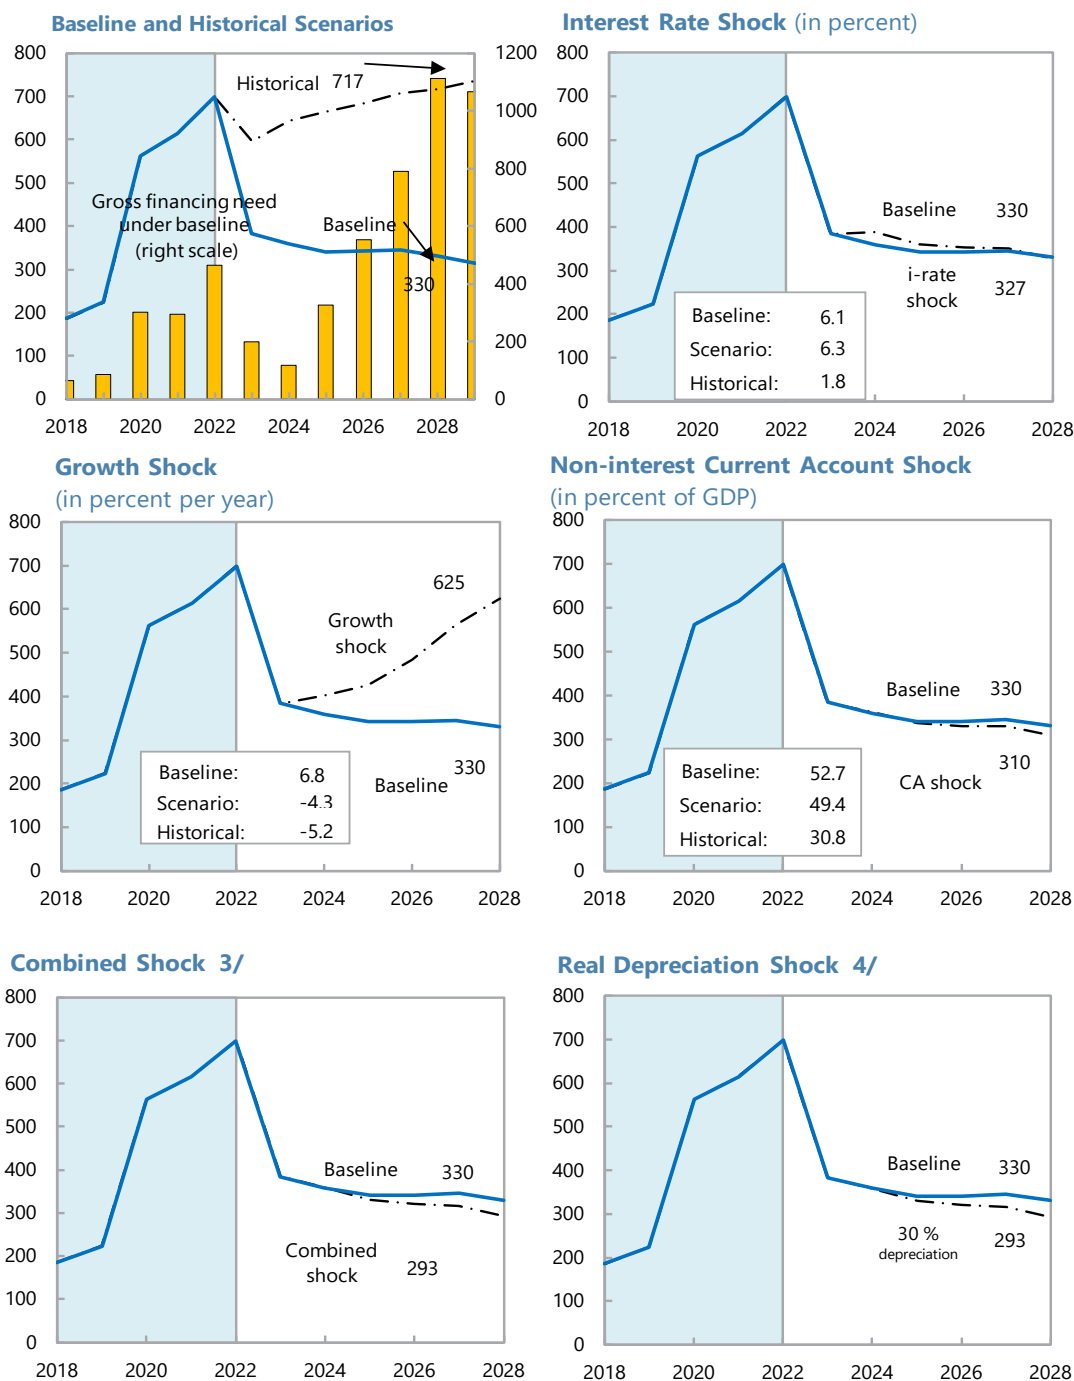 Baseline and Historical Scenarios
800
700
600
500
400
300
200
100
0
1200
1000
800
600
400
200
0
Historical 717
Gross financing need
under baseline
(right scale)
Baseline
330
2018 2020 2022 2024 2026 2028
Interest Rate Shock (in percent)
800
700
600
500
400
300
200
100
0
Baseline 330
i-rate
shock 327
Baseline: 6.1
Scenario: 6.3
Historical: 1.8
2018 2020 2022 2024 2026 2028
Growth Shock
(in percent per year)
800
700
600
500
400
300
200
100
0
625
Growth
shock
Baseline 330
Baseline: 6.8
Scenario: -4.3
Historical: -5.2
2018 2020 2022 2024 2026 2028
Non-interest Current Account Shock
(in percent of GDP)
800
700
600
500
400
300
200
100
0
Baseline 330
310
CA shock
Baseline: 52.7
Scenario: 49.4
Historical: 30.8
2018 2020 2022 2024 2026 2028
Combined Shock 3/
800
700
600
500
400
300
200
100
0
Baseline 330
Combined
shock 293
2018 2020 2022 2024 2026 2028
Real Depreciation Shock 4/
800
700
600
500
400
300
200
100
0
Baseline 330
30 %
depreciation 293
2018 2020 2022 2024 2026 2028